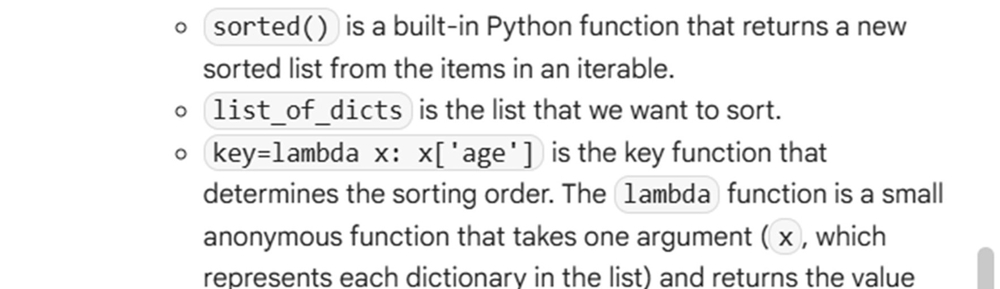 sorted() is a built-in Python function that returns a new
sorted list from the items in an iterable.
list_of_dicts is the list that we want to sort.
key=lambda x: x['age'] is the key function that
determines the sorting order. The lambda function is a small
anonymous function that takes one argument (x, which
represents each dictionary in the list) and returns the value